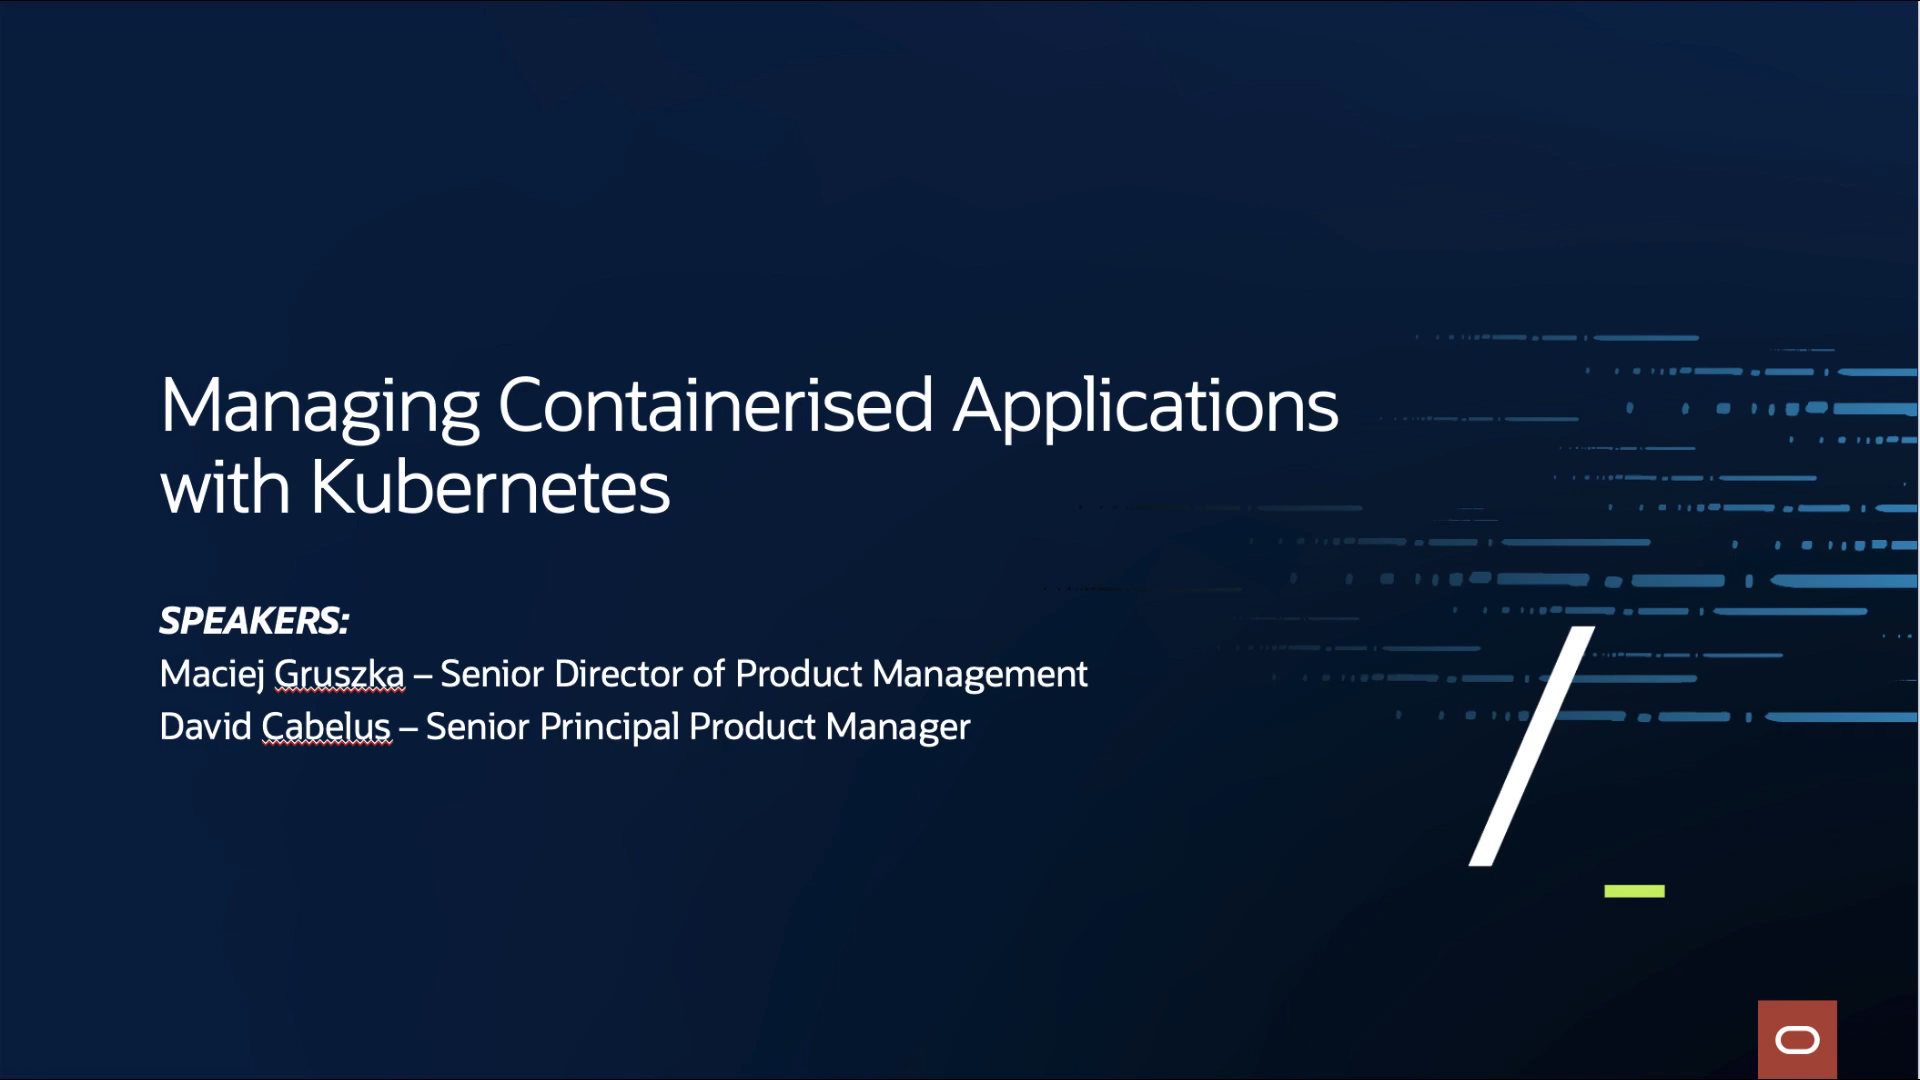 Managing Containerised Applications
with Kubernetes
SPEAKERS:
Maciej Gruszka – Senior Director of Product Management
David Cabelus – Senior Principal Product Manager